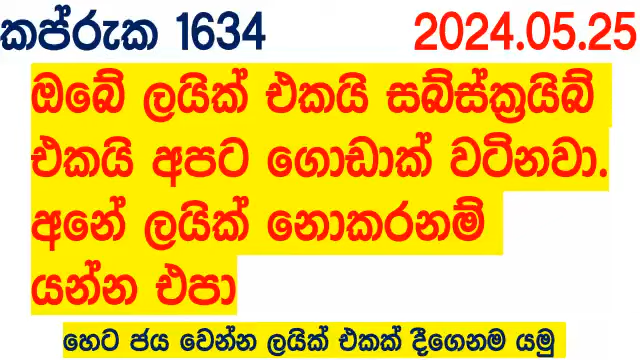 කප්රුක 1634 2024.05.25
ඔබේ ලයික් එකයි සබ්ස්ක්‍රයිබ්
එකයි අපට ගොඩාක් වටිනවා.
අනේ ලයික් නොකරනම්
යන්න එපා
හෙට ජය වෙන්න ලයික් එකක් දීගෙනම යමු